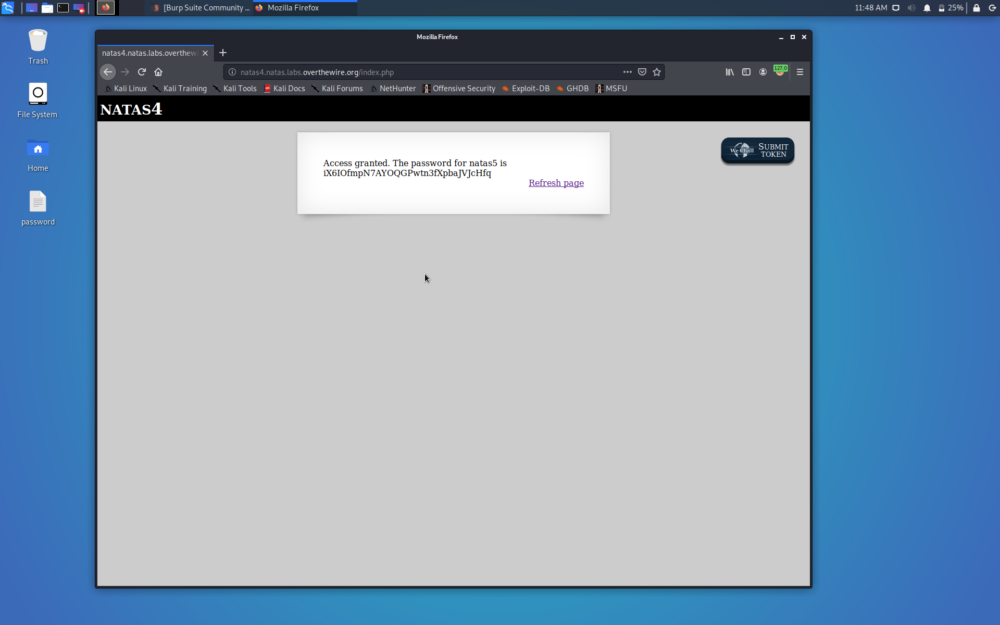 [Burp Suite Community ...
Mozilla Firefox
11:48 AM
25%
Trash
File System
Home
password
Mozilla Firefox
natas4.natas.labs.overthewi
natas4.natas.labs.overthewire.org/index.php
127.0
Kali Linux
Kali Training
Kali Tools
Kali Docs
Kali Forums
NetHunter
Offensive Security
Exploit-DB
GHDB
MSFU
NATAS4
Access granted. The password for natas5 is
iX6IOfmpN7AYOQGPwtn3fXpbaJVJcHfq
Refresh page
We Chall
SUBMIT
TOKEN